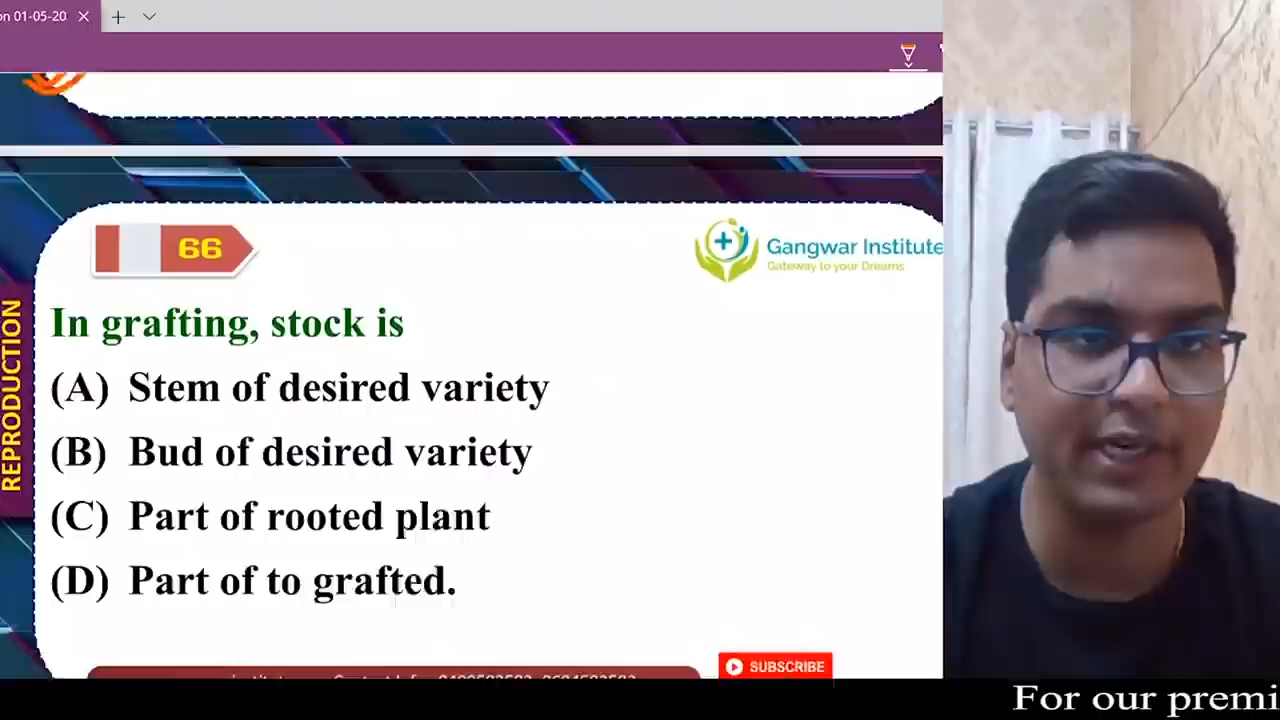 on 01-05-20
66
Gangwar Institute
Gateway to your Dreams
REPRODUCTION
In grafting, stock is
(A) Stem of desired variety
(B) Bud of desired variety
(C) Part of rooted plant
(D) Part of to grafted.
SUBSCRIBE
For our premi